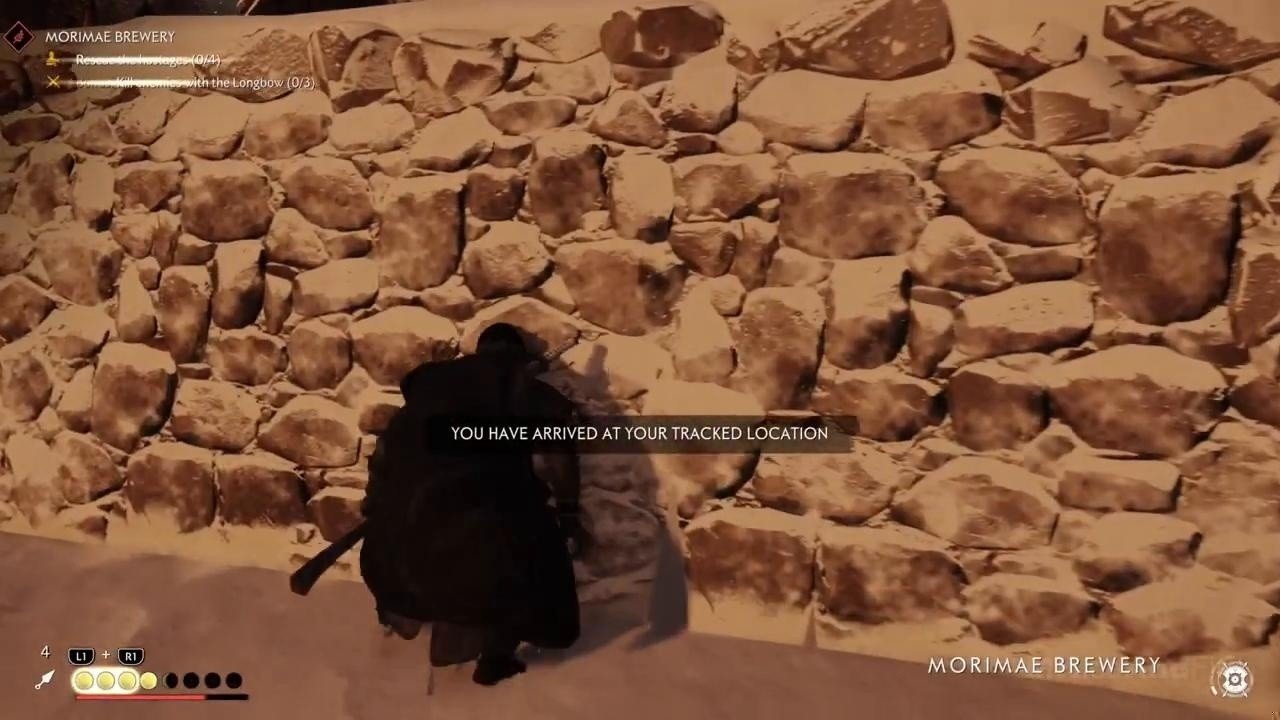 MORIMAE BREWERY
Rescue the hostages (0/4)
Kill enemies with the Longbow (0/3)
YOU HAVE ARRIVED AT YOUR TRACKED LOCATION
4 L1 + R1
MORIMAE BREWERY